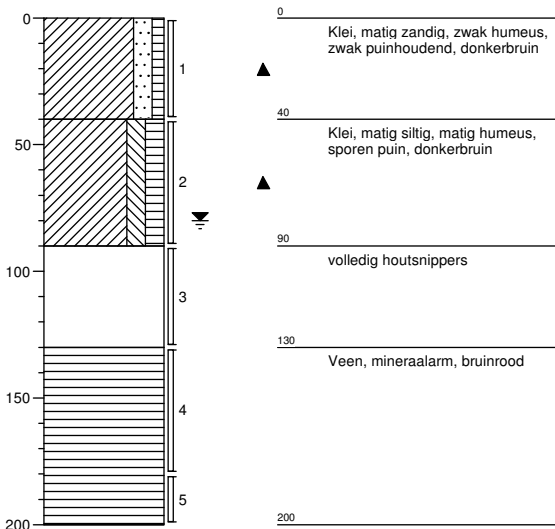 0
50
100
150
200
1
2
3
4
5
0
Klei, matig zandig, zwak humeus,
zwak puinhoudend, donkerbruin
40
Klei, matig siltig, matig humeus,
sporen puin, donkerbruin
90
volledig houtsnippers
130
Veen, mineraalarm, bruinrood
200